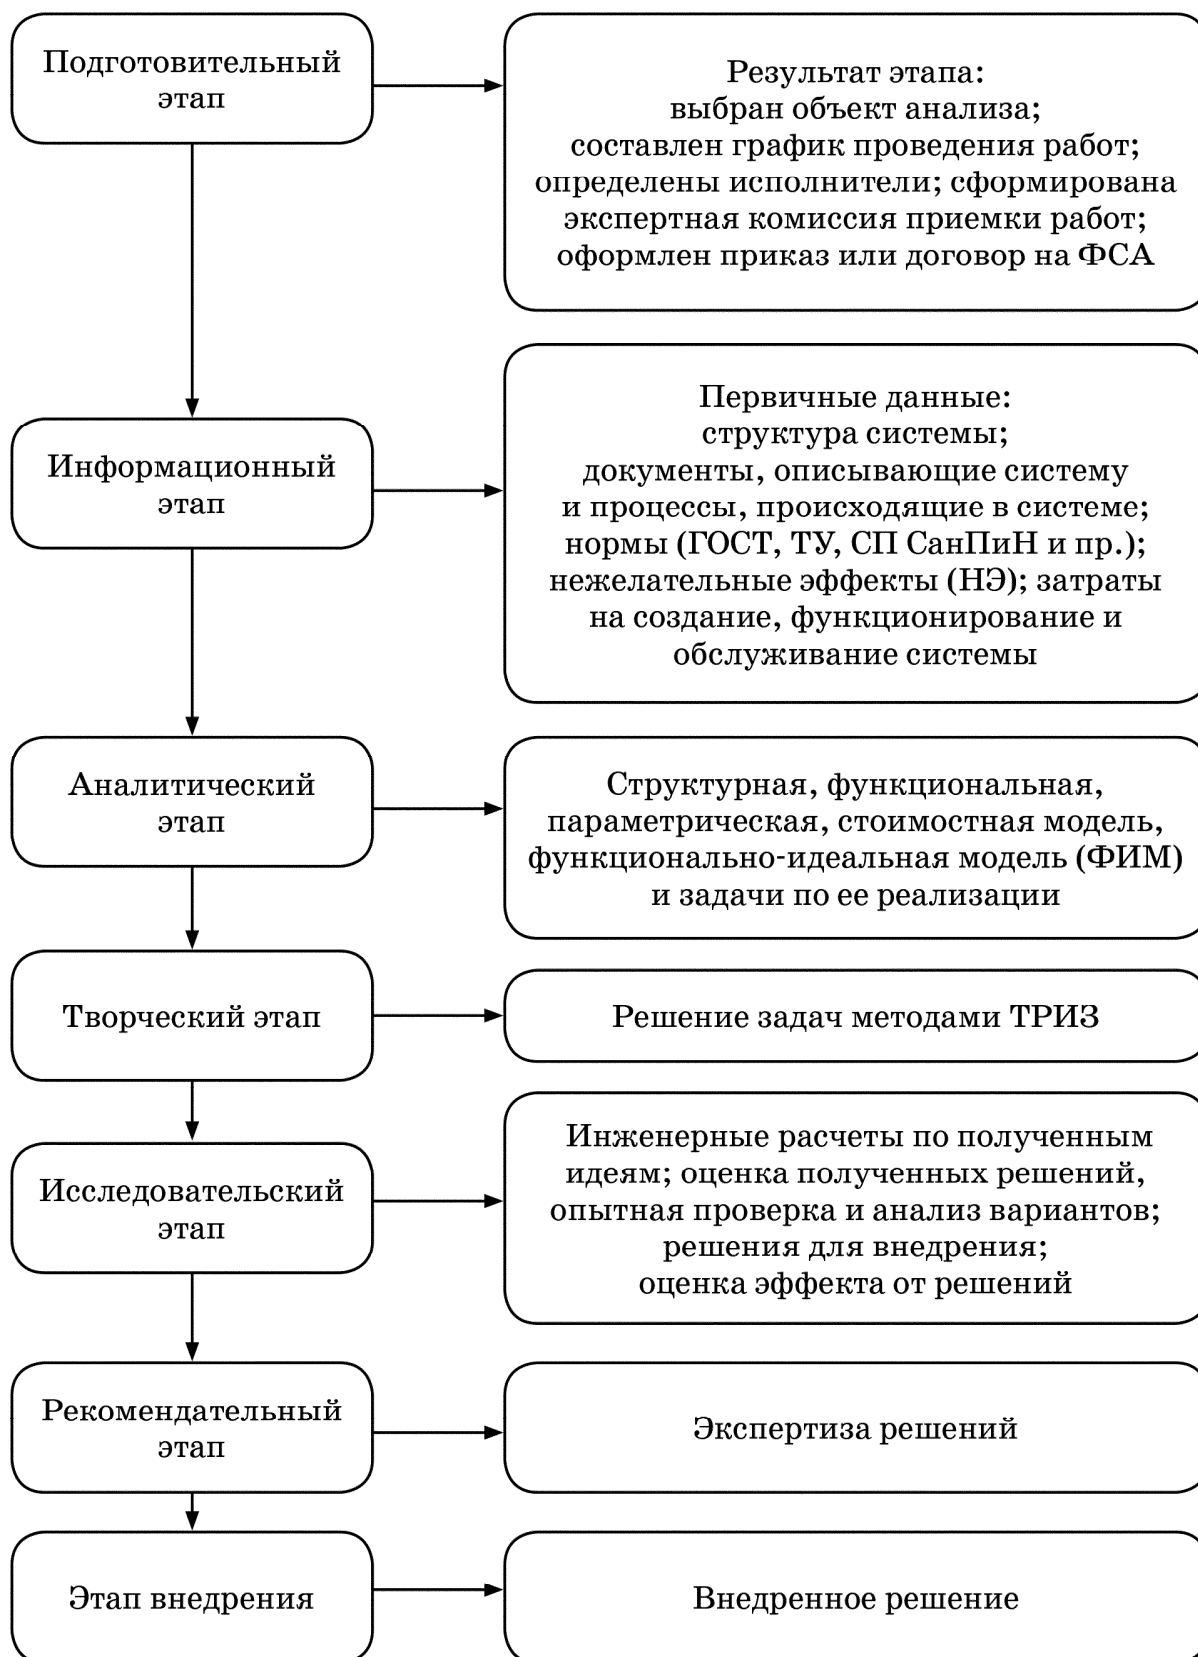 Подготовительный
этап
Результат этапа:
выбран объект анализа;
составлен график проведения работ;
определены исполнители; сформирована
экспертная комиссия приемки работ;
оформлен приказ или договор на ФСА
Информационный
этап
Первичные данные:
структура системы;
документы, описывающие систему
и процессы, происходящие в системе;
нормы (ГОСТ, ТУ, СП СанПиН и пр.);
нежелательные эффекты (НЭ); затраты
на создание, функционирование и
обслуживание системы
Аналитический
этап
Структурная, функциональная,
параметрическая, стоимостная модель,
функционально-идеальная модель (ФИМ)
и задачи по ее реализации
Творческий этап
Решение задач методами ТРИЗ
Исследовательский
этап
Инженерные расчеты по полученным
идеям; оценка полученных решений,
опытная проверка и анализ вариантов;
решения для внедрения;
оценка эффекта от решений
Рекомендательный
этап
Экспертиза решений
Этап внедрения
Внедренное решение